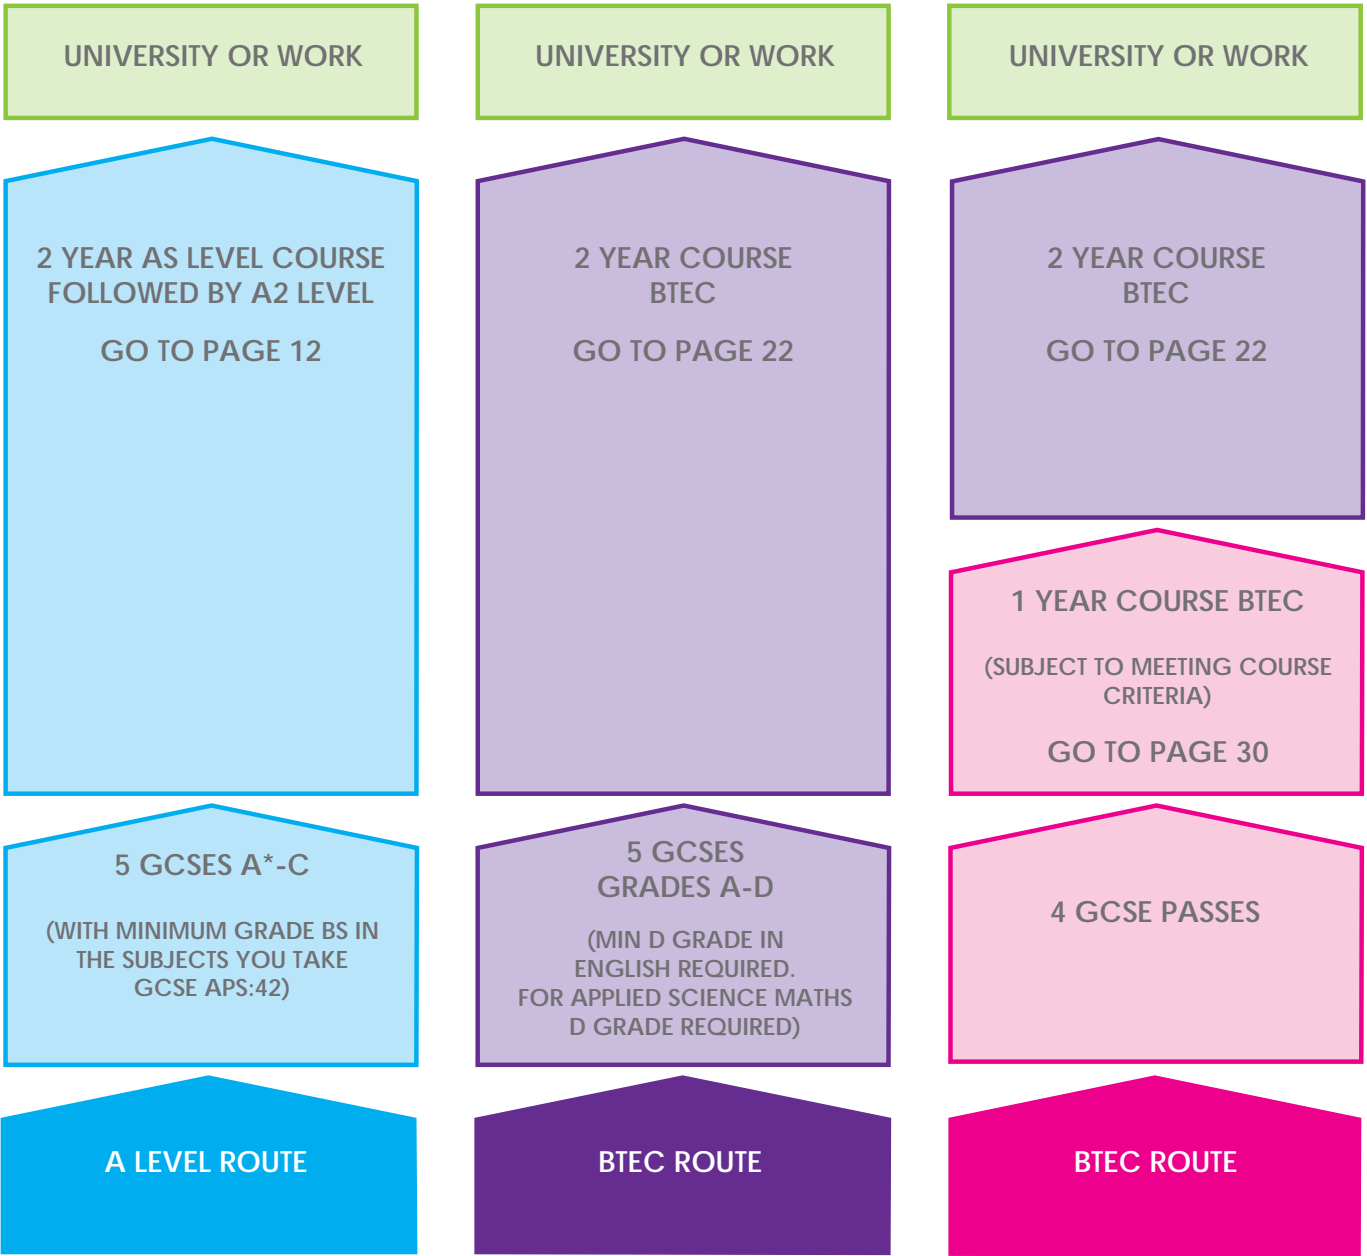 UNIVERSITY OR WORK
2 YEAR AS LEVEL COURSE
FOLLOWED BY A2 LEVEL
GO TO PAGE 12
5 GCSES A*-C
(WITH MINIMUM GRADE BS IN
THE SUBJECTS YOU TAKE
GCSE APS:42)
A LEVEL ROUTE
UNIVERSITY OR WORK
2 YEAR COURSE
BTEC
GO TO PAGE 22
5 GCSES
GRADES A-D
(MIN D GRADE IN
ENGLISH REQUIRED.
FOR APPLIED SCIENCE MATHS
D GRADE REQUIRED)
BTEC ROUTE
UNIVERSITY OR WORK
2 YEAR COURSE
BTEC
GO TO PAGE 22
1 YEAR COURSE BTEC
(SUBJECT TO MEETING COURSE
CRITERIA)
GO TO PAGE 30
4 GCSE PASSES
BTEC ROUTE